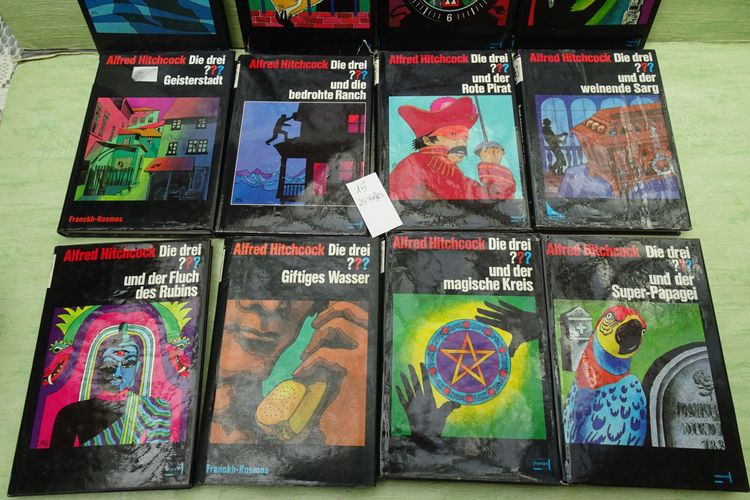 6
Alfred Hitchcock Die drei
???
Geisterstadt
Franckh-Kosmos
Alfred Hitchcock Die drei
???
und die
bedrohte Ranch
Alfred Hitchcock Die drei
???
und der
Rote Pirat
Alfred Hitchcock Die drei
???
und der
weinende Sarg
15
Alfred Hitchcock Die drei
???
und der Fluch
des Rubins
Alfred Hitchcock Die drei
???
Giftiges Wasser
Franckh-Kosmos
Alfred Hitchcock Die drei
???
und der
magische Kreis
Franckh
Alfred Hitchcock Die drei
???
und der
Super-Papagei
DIED